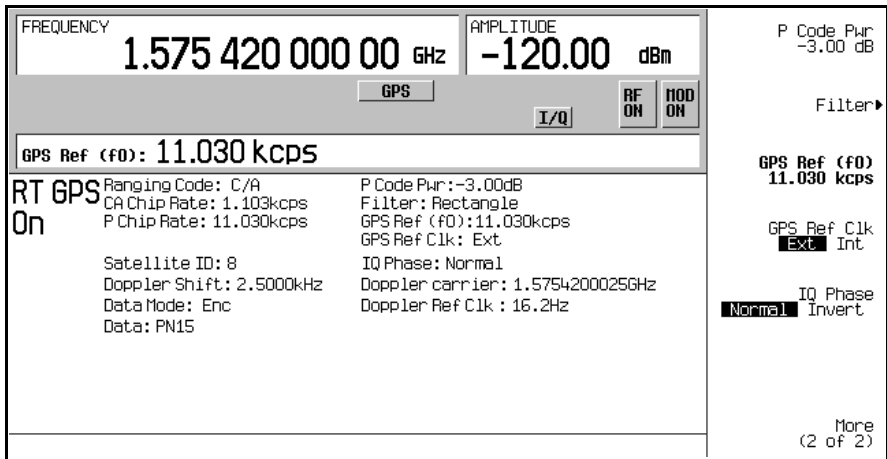 FREQUENCY
1.575 420 000 00 GHz
AMPLITUDE
-120.00 dBm
GPS
I/Q
RF ON
MOD ON
GPS Ref (f0): 11.030 kcps
RT GPS On
Ranging Code: C/A
CA Chip Rate: 1.103kcps
P Chip Rate: 11.030kcps
P Code Pwr:-3.00dB
Filter: Rectangle
GPS Ref (f0):11.030kcps
GPS Ref Clk: Ext
Satellite ID: 8
Doppler Shift: 2.5000kHz
Data Mode: Enc
Data: PN15
IQ Phase: Normal
Doppler carrier: 1.5754200025GHz
Doppler Ref Clk : 16.2Hz
P Code Pwr
-3.00 dB
Filter
GPS Ref (f0)
11.030 kcps
GPS Ref Clk
Ext Int
IQ Phase
Normal Invert
More
(2 of 2)